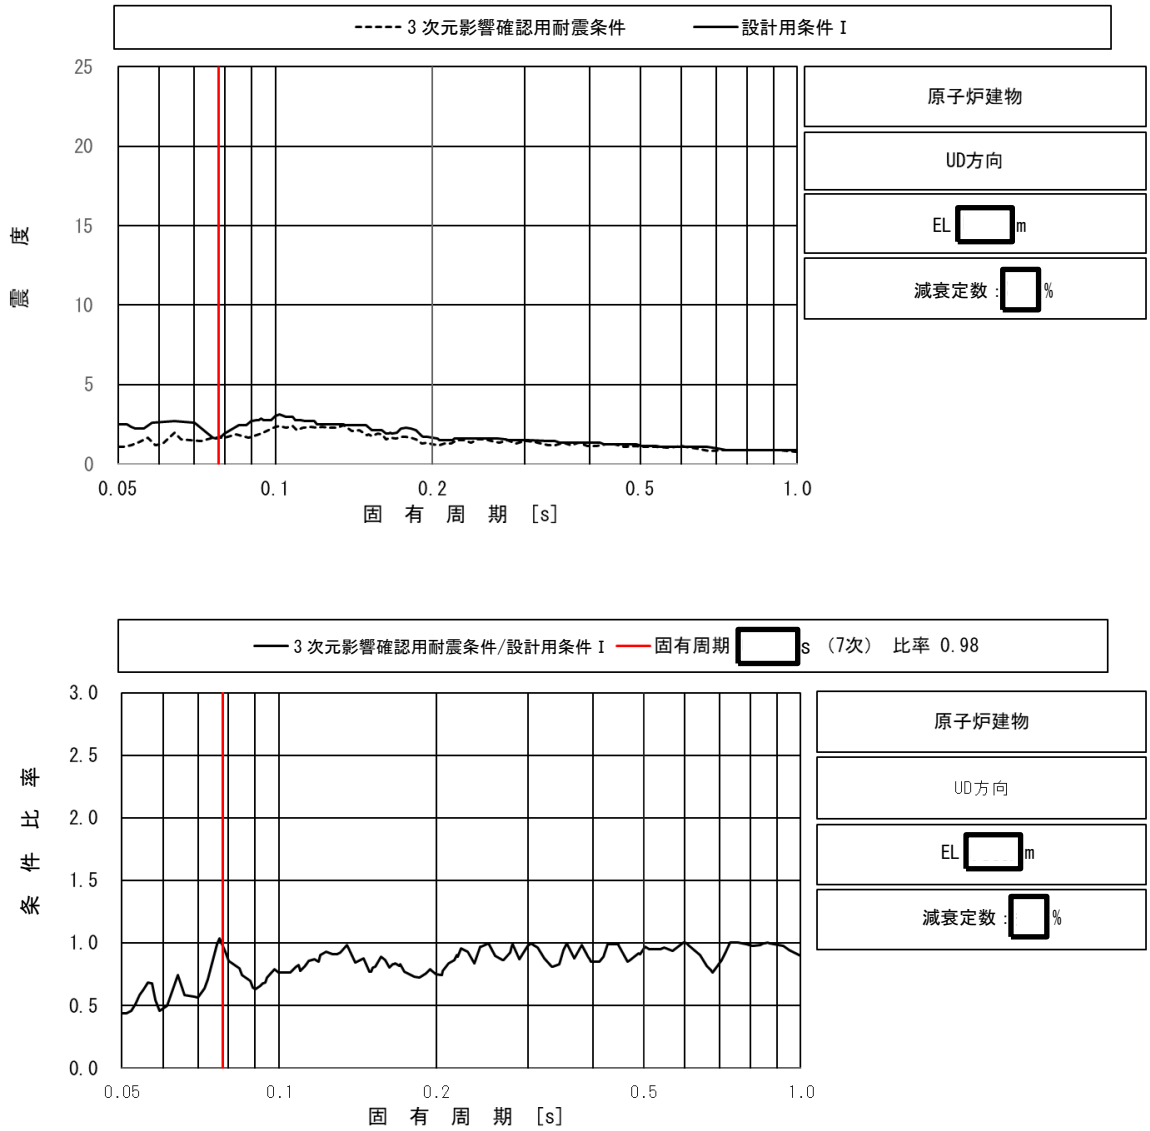 3次元影響確認用耐震条件 設計用条件Ⅰ
25
20
15
10
5
0
震度
0.05 0.1 0.2 0.5 1.0
固有周期 [s]
原子炉建物
UD方向
EL m
減衰定数: %
3次元影響確認用耐震条件/設計用条件Ⅰ 固有周期 s (7次) 比率 0.98
3.0
2.5
2.0
1.5
1.0
0.5
0.0
条件比率
0.05 0.1 0.2 0.5 1.0
固有周期 [s]
原子炉建物
UD方向
EL m
減衰定数: %